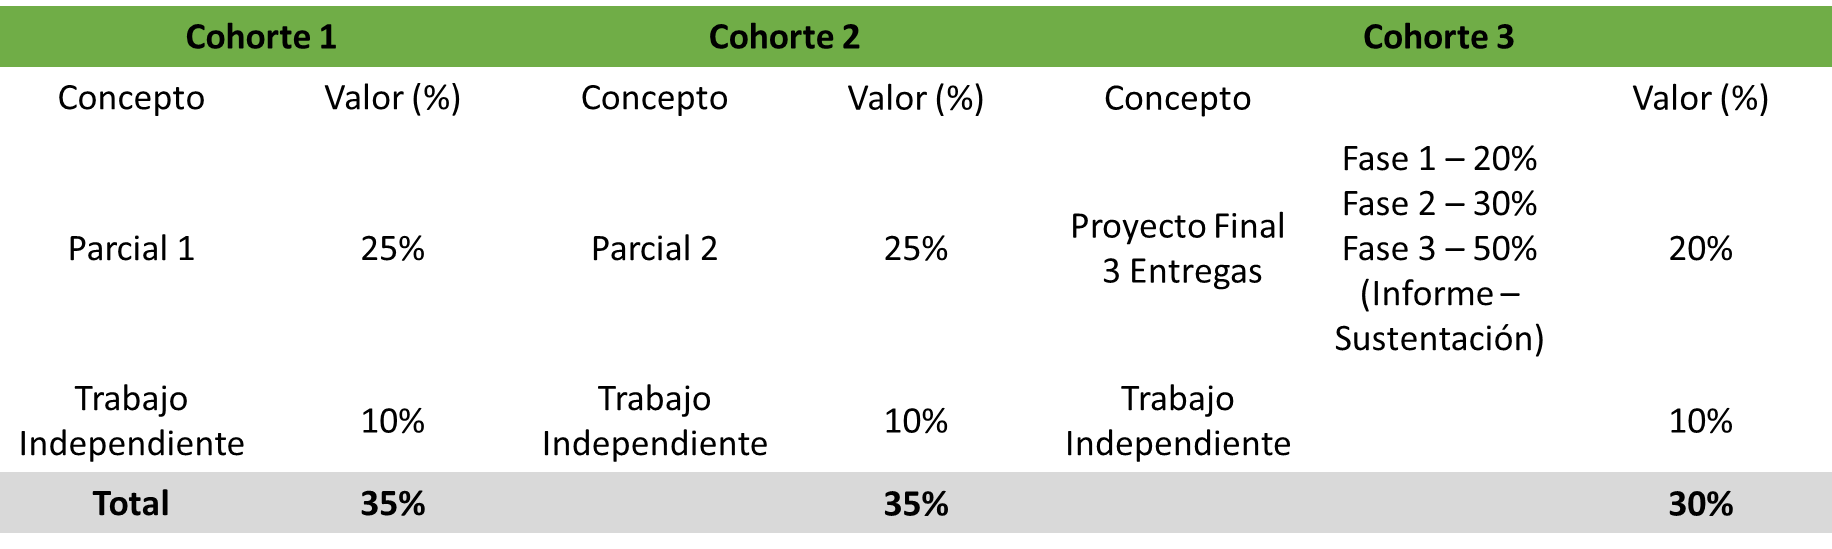 Cohorte 1 Cohorte 2 Cohorte 3
Concepto Valor (%) Concepto Valor (%) Concepto Valor (%)
Parcial 1 25% Parcial 2 25% Proyecto Final
3 Entregas
Fase 1 – 20%
Fase 2 – 30%
Fase 3 – 50%
(Informe –
Sustentación)
20%
Trabajo
Independiente
10%
Trabajo
Independiente
10%
Trabajo
Independiente
10%
Total 35% 35% 30%